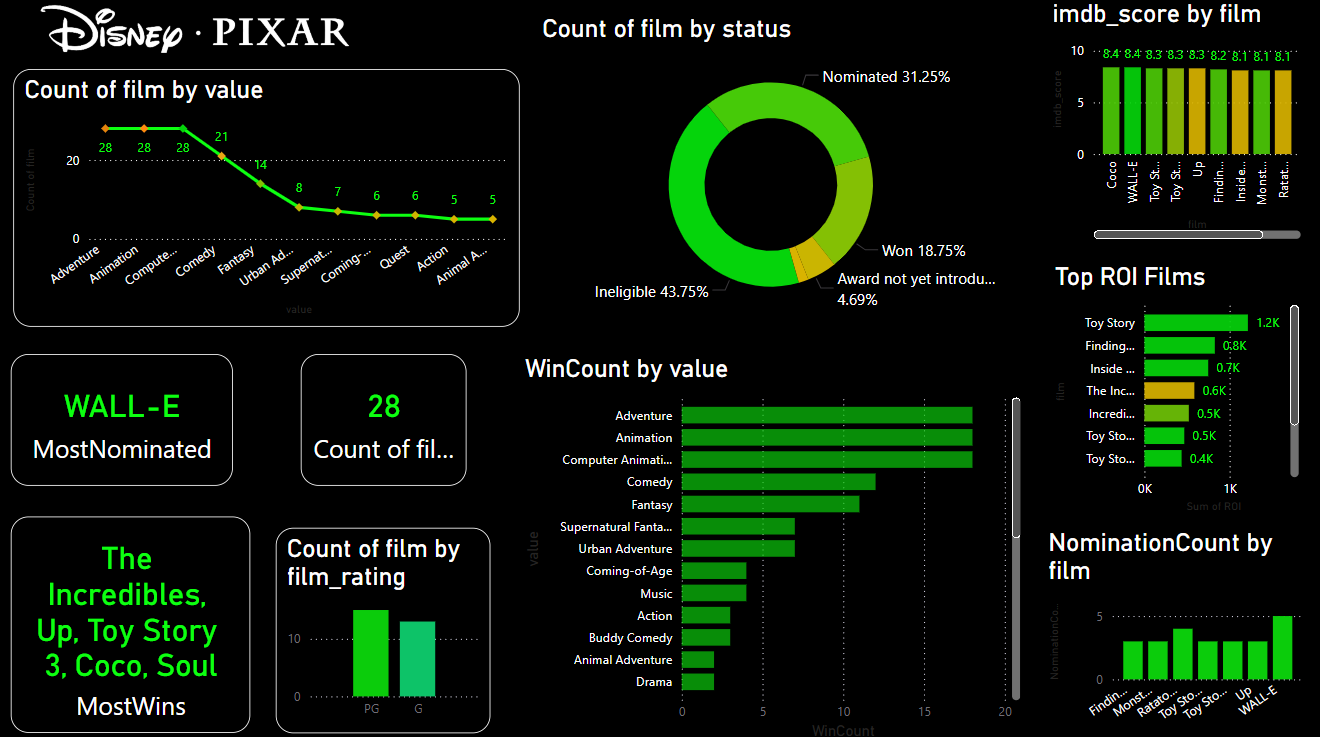 Disney · PIXAR
Count of film by value
Count of film
20
0
28
28
28
21
14
8
7
6
6
5
5
Adventure
Animation
Compute...
Comedy
Fantasy
Urban Ad...
Supernat...
Coming-...
Quest
Action
Animal A...
value
WALL-E
MostNominated
28
Count of fil...
The
Incredibles,
Up, Toy Story
3, Coco, Soul
MostWins
Count of film by
film_rating
10
0
PG
G
Count of film by status
Nominated 31.25%
Won 18.75%
Award not yet introdu...
4.69%
Ineligible 43.75%
WinCount by value
value
Adventure
Animation
Computer Animati...
Comedy
Fantasy
Supernatural Fanta...
Urban Adventure
Coming-of-Age
Music
Action
Buddy Comedy
Animal Adventure
Drama
0
5
10
15
20
WinCount
imdb_score by film
imdb_score
10
5
0
8.4
8.4
8.3
8.3
8.3
8.2
8.1
8.1
8.1
Coco
WALL-E
Toy St...
Toy St...
Up
Findin...
Inside...
Monst...
Ratat...
film
Top ROI Films
film
Toy Story
1.2K
Finding...
0.8K
Inside ...
0.7K
The Inc...
0.6K
Incredi...
0.5K
Toy Sto...
0.5K
Toy Sto...
0.4K
0K
1K
Sum of ROI
NominationCount by
film
NominationCo...
5
0
Findin...
Monst...
Ratato...
Toy Sto...
Toy Sto...
Up
WALL-E